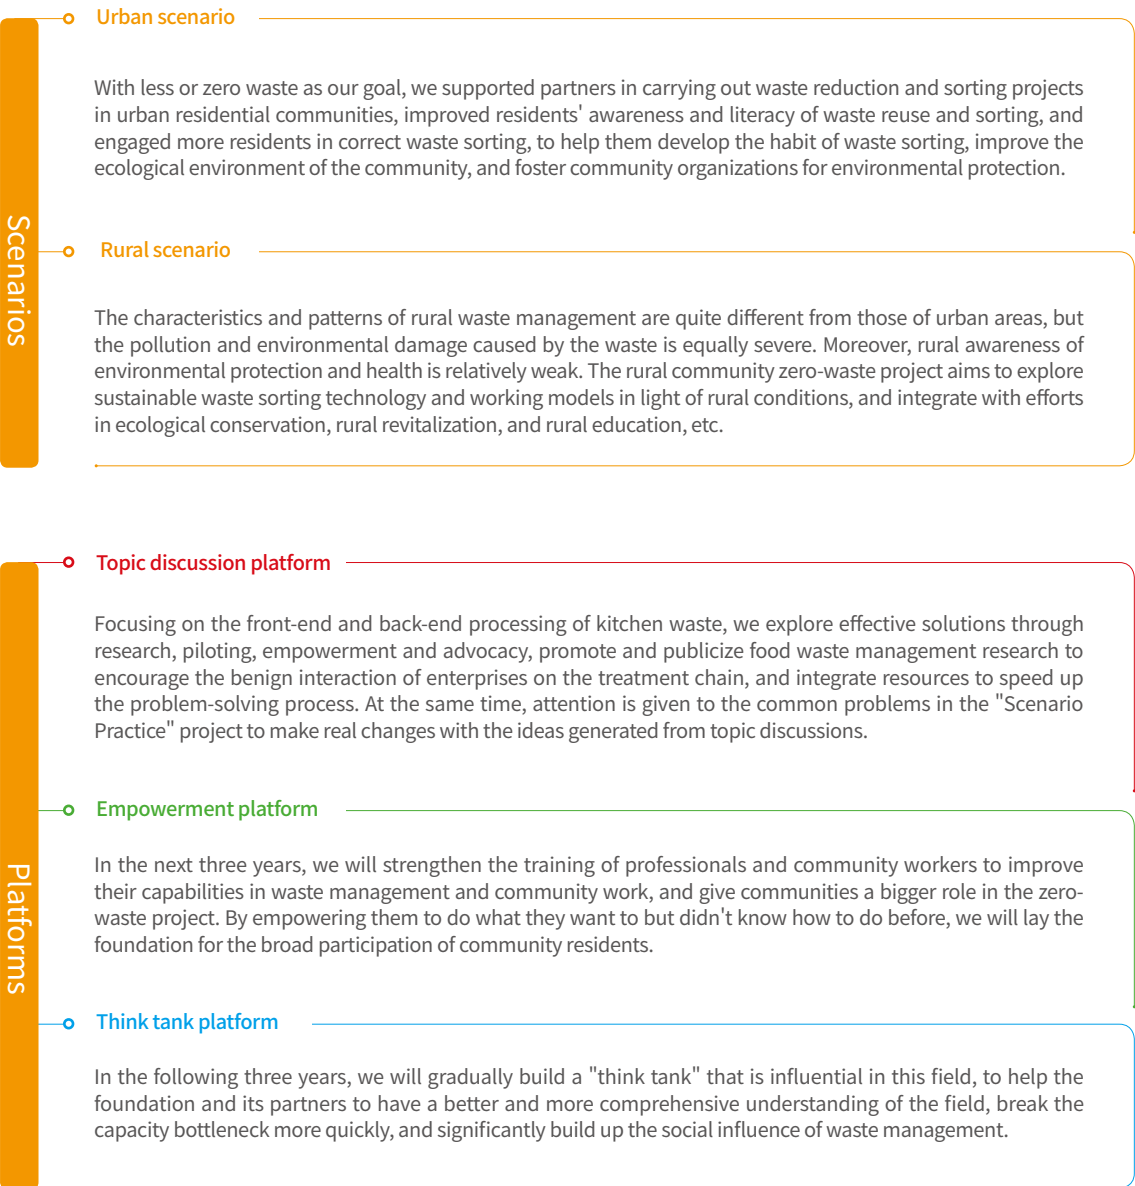 Scenarios
Urban scenario
With less or zero waste as our goal, we supported partners in carrying out waste reduction and sorting projects
in urban residential communities, improved residents' awareness and literacy of waste reuse and sorting, and
engaged more residents in correct waste sorting, to help them develop the habit of waste sorting, improve the
ecological environment of the community, and foster community organizations for environmental protection.
Rural scenario
The characteristics and patterns of rural waste management are quite different from those of urban areas, but
the pollution and environmental damage caused by the waste is equally severe. Moreover, rural awareness of
environmental protection and health is relatively weak. The rural community zero-waste project aims to explore
sustainable waste sorting technology and working models in light of rural conditions, and integrate with efforts
in ecological conservation, rural revitalization, and rural education, etc.
Platforms
Topic discussion platform
Focusing on the front-end and back-end processing of kitchen waste, we explore effective solutions through
research, piloting, empowerment and advocacy, promote and publicize food waste management research to
encourage the benign interaction of enterprises on the treatment chain, and integrate resources to speed up
the problem-solving process. At the same time, attention is given to the common problems in the "Scenario
Practice" project to make real changes with the ideas generated from topic discussions.
Empowerment platform
In the next three years, we will strengthen the training of professionals and community workers to improve
their capabilities in waste management and community work, and give communities a bigger role in the zero-
waste project. By empowering them to do what they want to but didn't know how to do before, we will lay the
foundation for the broad participation of community residents.
Think tank platform
In the following three years, we will gradually build a "think tank" that is influential in this field, to help the
foundation and its partners to have a better and more comprehensive understanding of the field, break the
capacity bottleneck more quickly, and significantly build up the social influence of waste management.